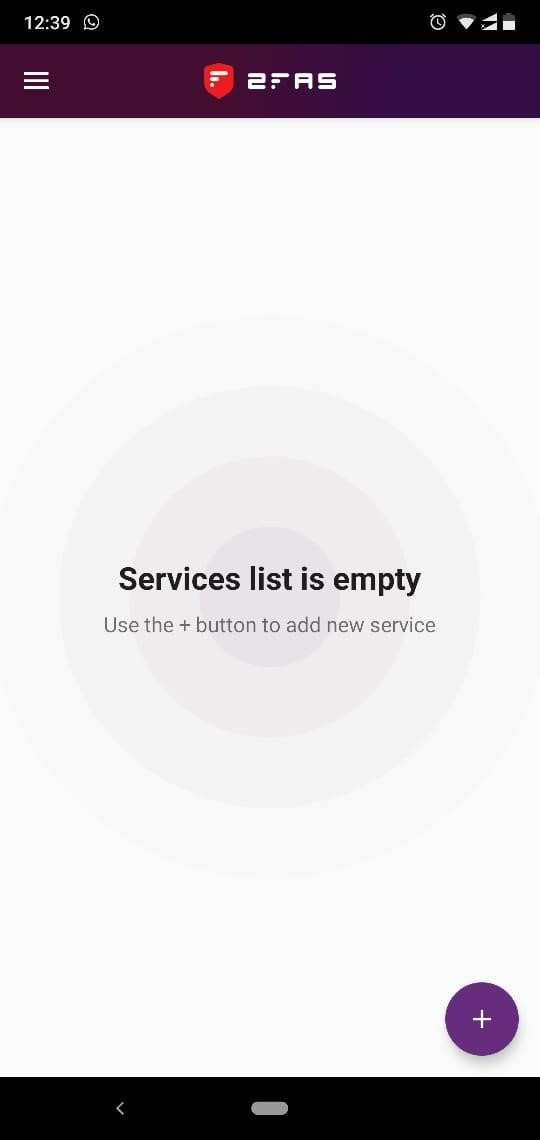 12:39
2FAS
Services list is empty
Use the + button to add new service
+